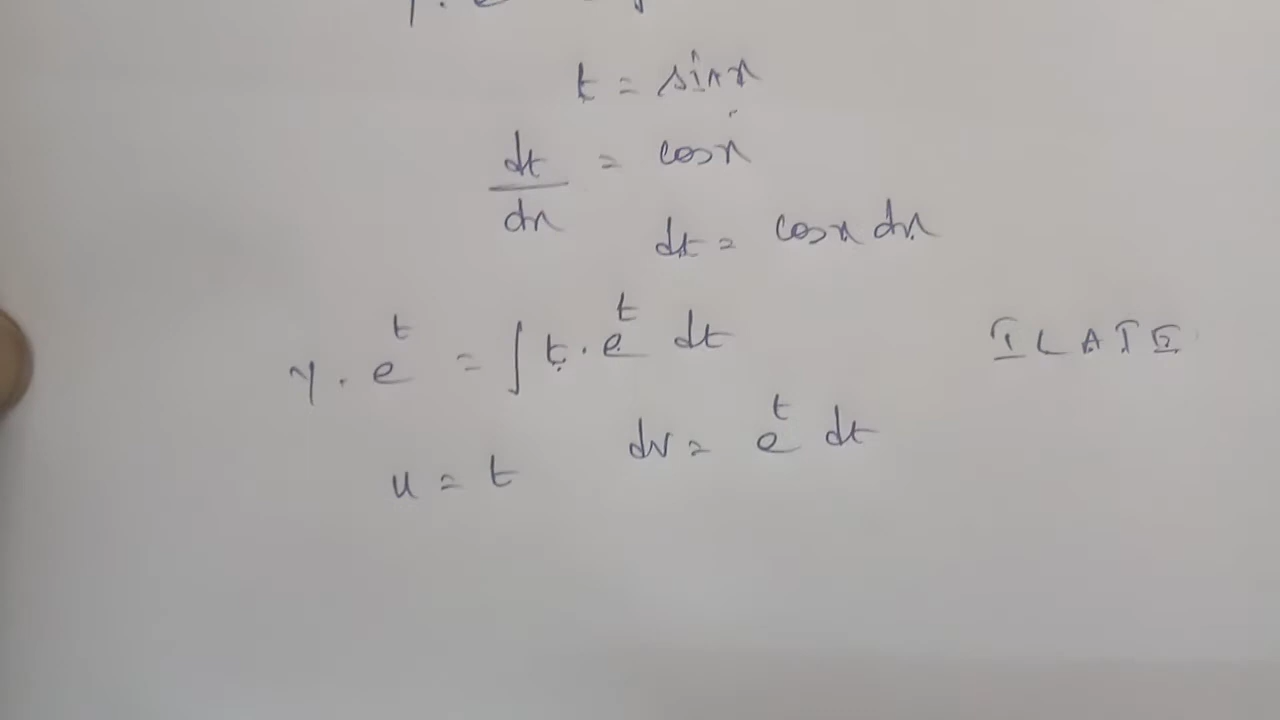 t = sinx
dt/dx = cosx
dt = cosx dx
y . e^t = ∫ t . e^t dt
ILATE
u = t
dv = e^t dt